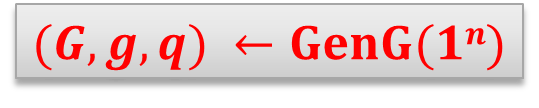 (G, g, q) ← GenG(1ⁿ)